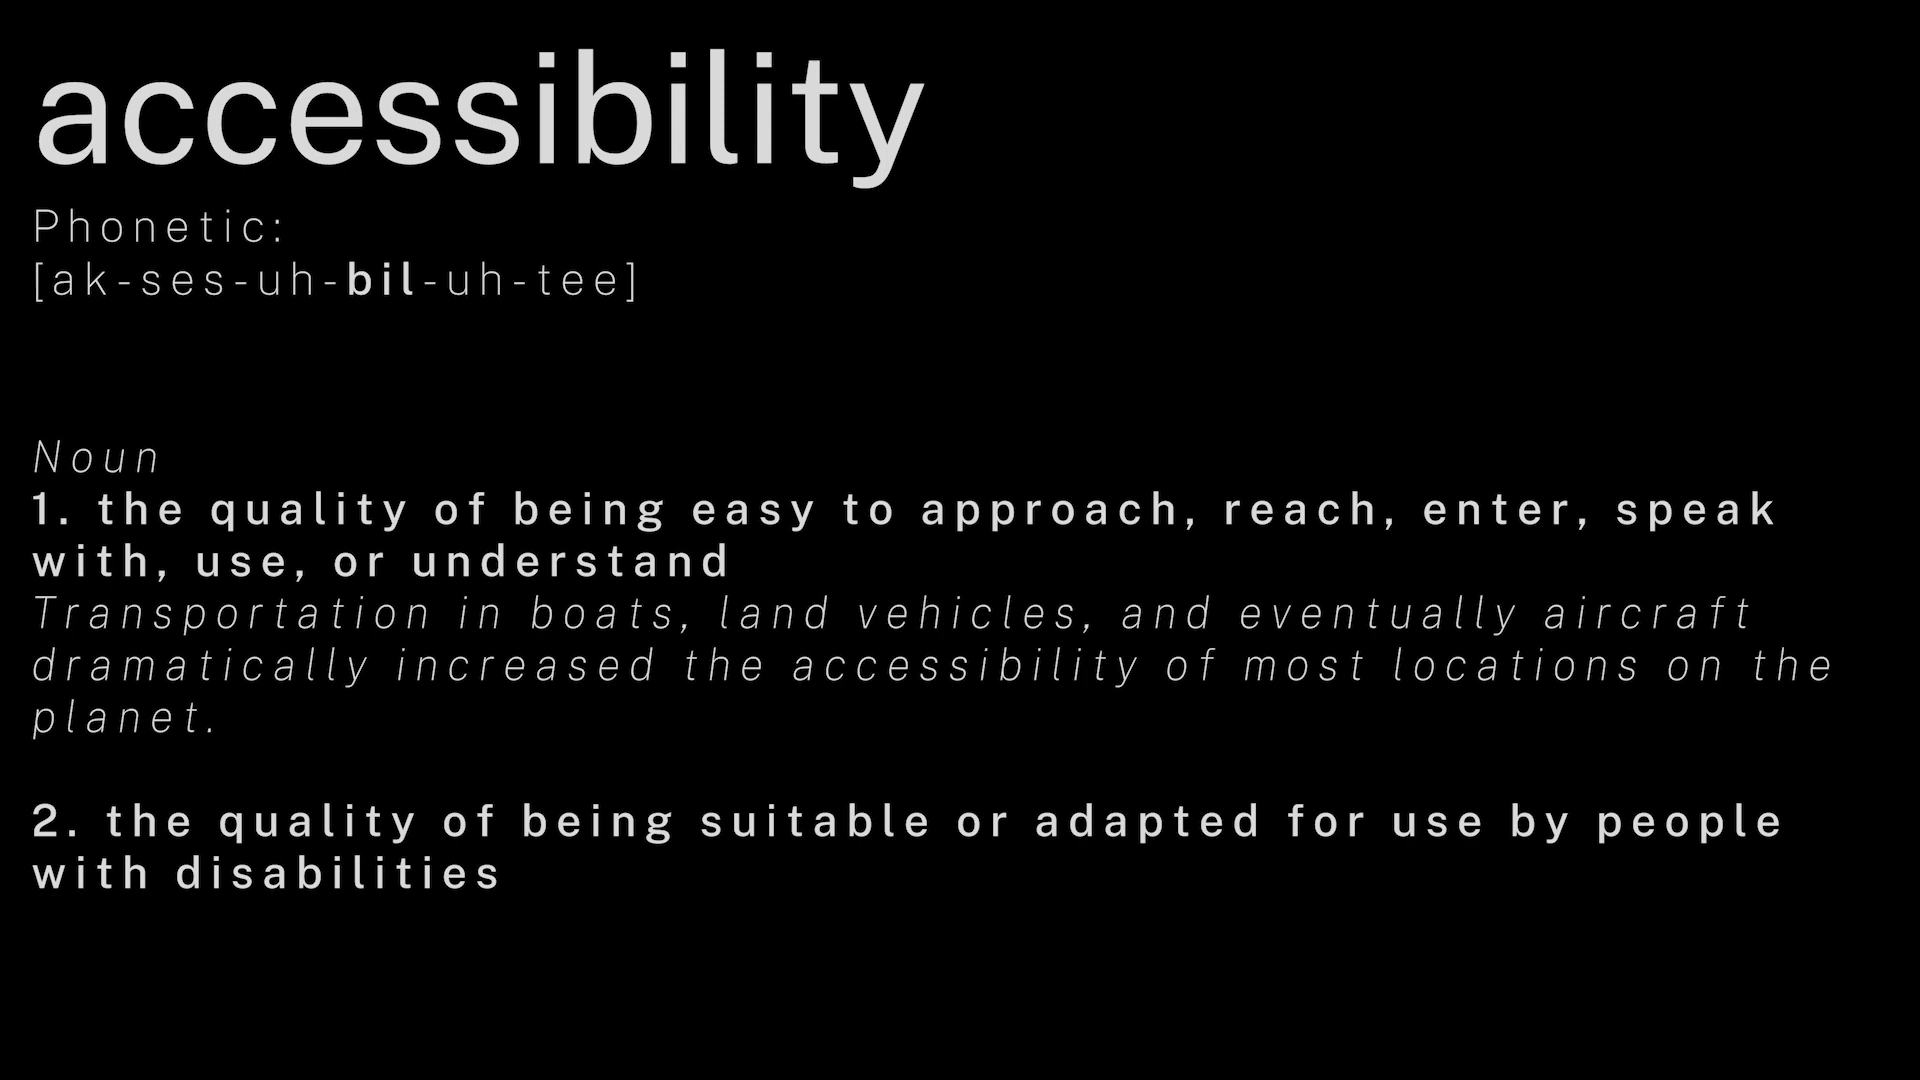 accessibility
Phonetic:
[ak-ses-uh-bil-uh-tee]
Noun
1. the quality of being easy to approach, reach, enter, speak
with, use, or understand
Transportation in boats, land vehicles, and eventually aircraft
dramatically increased the accessibility of most locations on the
planet.
2. the quality of being suitable or adapted for use by people
with disabilities